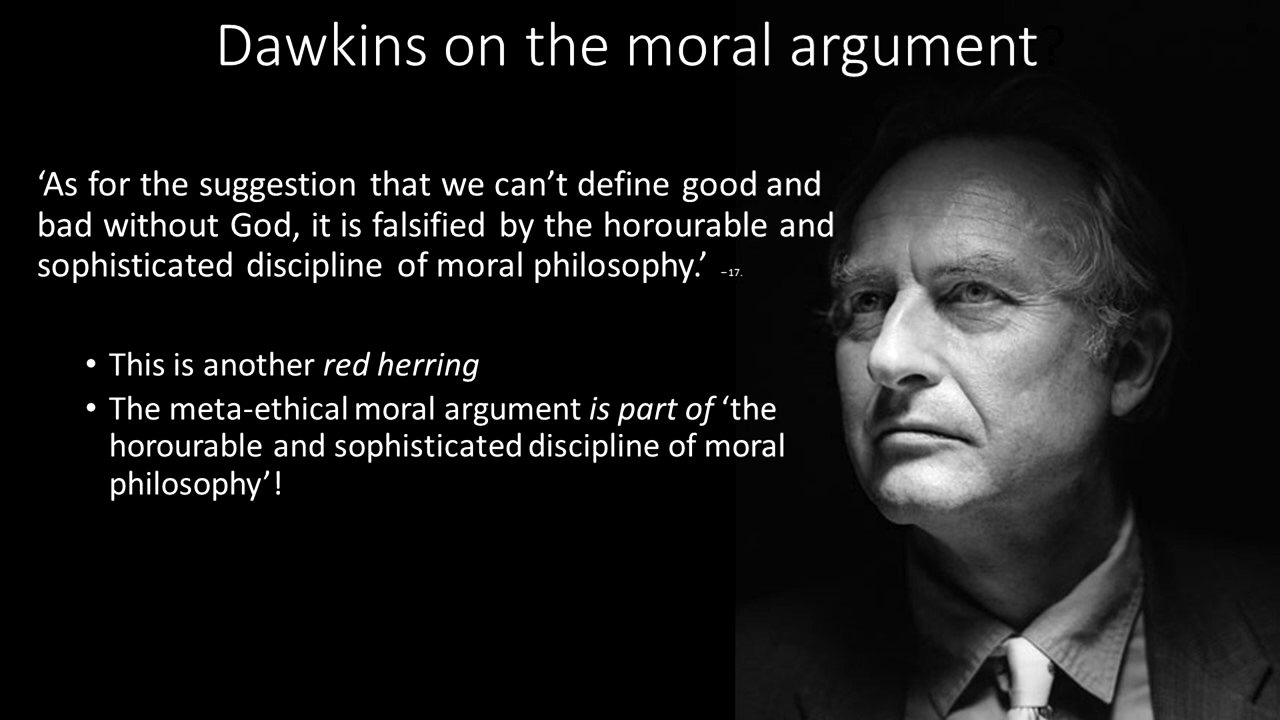 Dawkins on the moral argument?
‘As for the suggestion that we can’t define good and
bad without God, it is falsified by the horourable and
sophisticated discipline of moral philosophy.’ –17.
• This is another red herring
• The meta-ethical moral argument is part of ‘the
horourable and sophisticated discipline of moral
philosophy’!